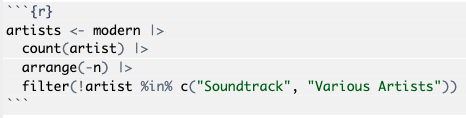 ```{r}
artists <- modern |>
  count(artist) |>
  arrange(-n) |>
  filter(!artist %in% c("Soundtrack", "Various Artists"))
```